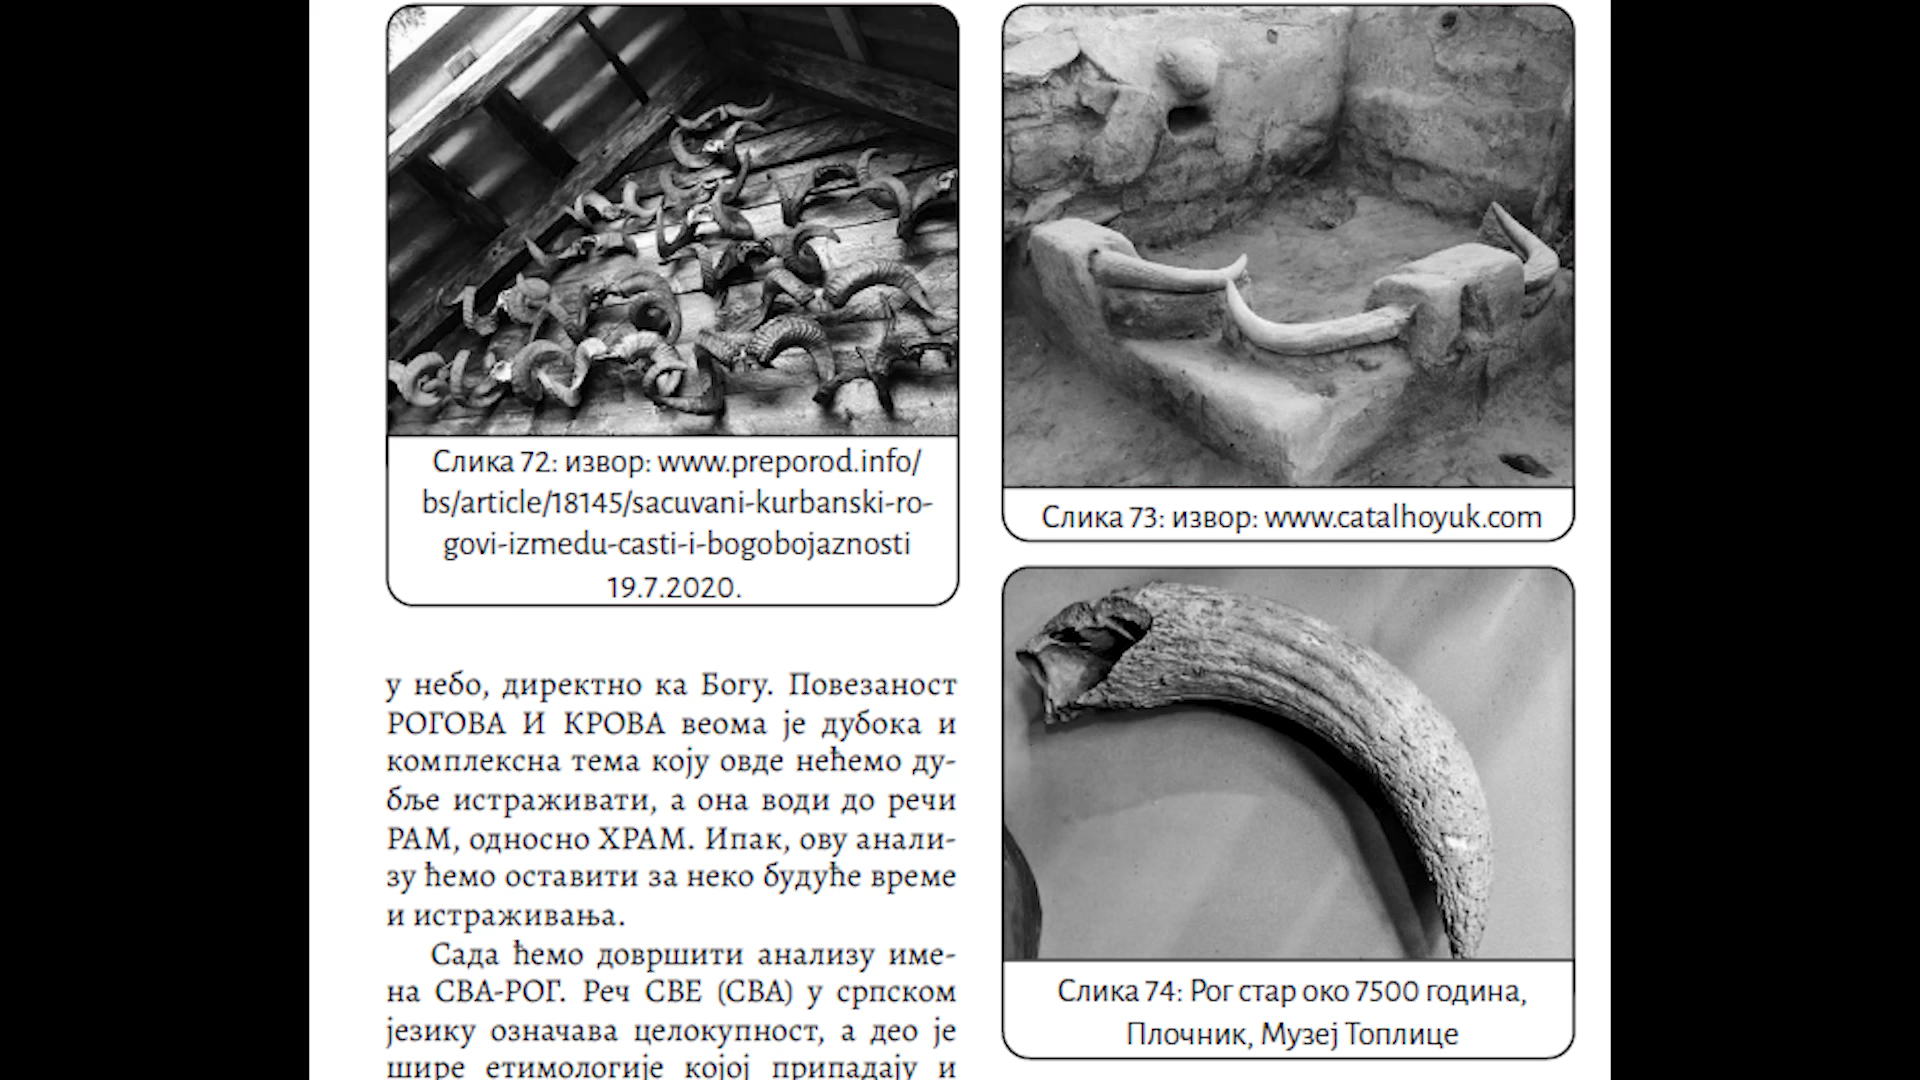 Слика 72: извор: www.preporod.info/
bs/article/18145/sacuvani-kurbanski-ro-
govi-izmedu-casti-i-bogobojaznosti
19.7.2020.
у небо, директно ка Богу. Повезаност
РОГОВА И КРОВА веома је дубока и
комплексна тема коју овде нећемо ду-
бље истраживати, а она води до речи
РАМ, односно ХРАМ. Ипак, ову анали-
зу ћемо оставити за неко будуће време
и истраживања.
Сада ћемо довршити анализу име-
на СВА-РОГ. Реч СВЕ (СВА) у српском
језику означава целокупност, а део је
шире етимологије којој припадају и
Слика 73: извор: www.catalhoyuk.com
Слика 74: Рог стар око 7500 година,
Плочник, Музеј Топлице